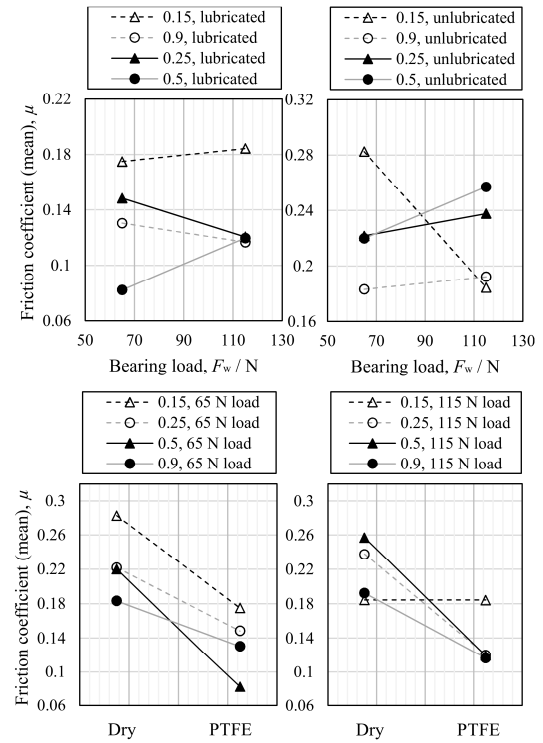 0.15, lubricated
0.9, lubricated
0.25, lubricated
0.5, lubricated
0.15, unlubricated
0.9, unlubricated
0.25, unlubricated
0.5, unlubricated
Friction coefficient (mean), μ
0.22
0.18
0.14
0.1
0.06
50 70 90 110 130
Bearing load, Fw / N
0.32
0.28
0.24
0.2
0.16
50 70 90 110 130
Bearing load, Fw / N
0.15, 65 N load
0.25, 65 N load
0.5, 65 N load
0.9, 65 N load
0.15, 115 N load
0.25, 115 N load
0.5, 115 N load
0.9, 115 N load
Friction coefficient (mean), μ
0.3
0.26
0.22
0.18
0.14
0.1
0.06
Dry PTFE
0.3
0.26
0.22
0.18
0.14
0.1
0.06
Dry PTFE